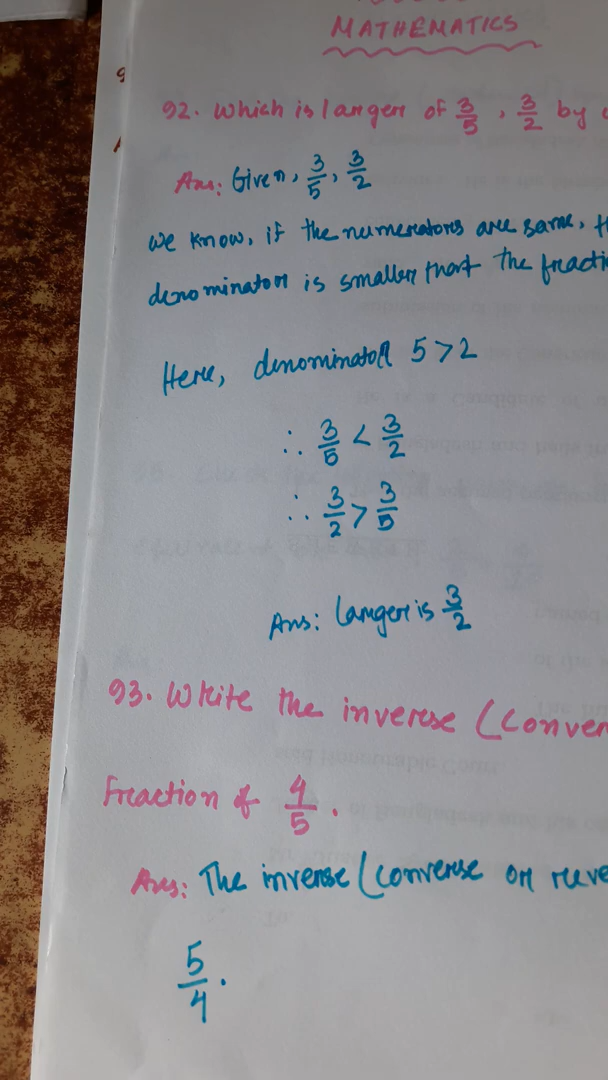 MATHEMATICS
92. Which is larger of 3/5, 3/2 by
Ans: Given, 3/5, 3/2
we know, if the numerators are same,
denominator is smaller that the
Here, denominator 5 > 2
∴ 3/5 < 3/2
∴ 3/2 > 3/5
Ans: Larger is 3/2
93. Write the inverse (
Fraction of 4/5.
Ans: The inverse (converse or
5/4.